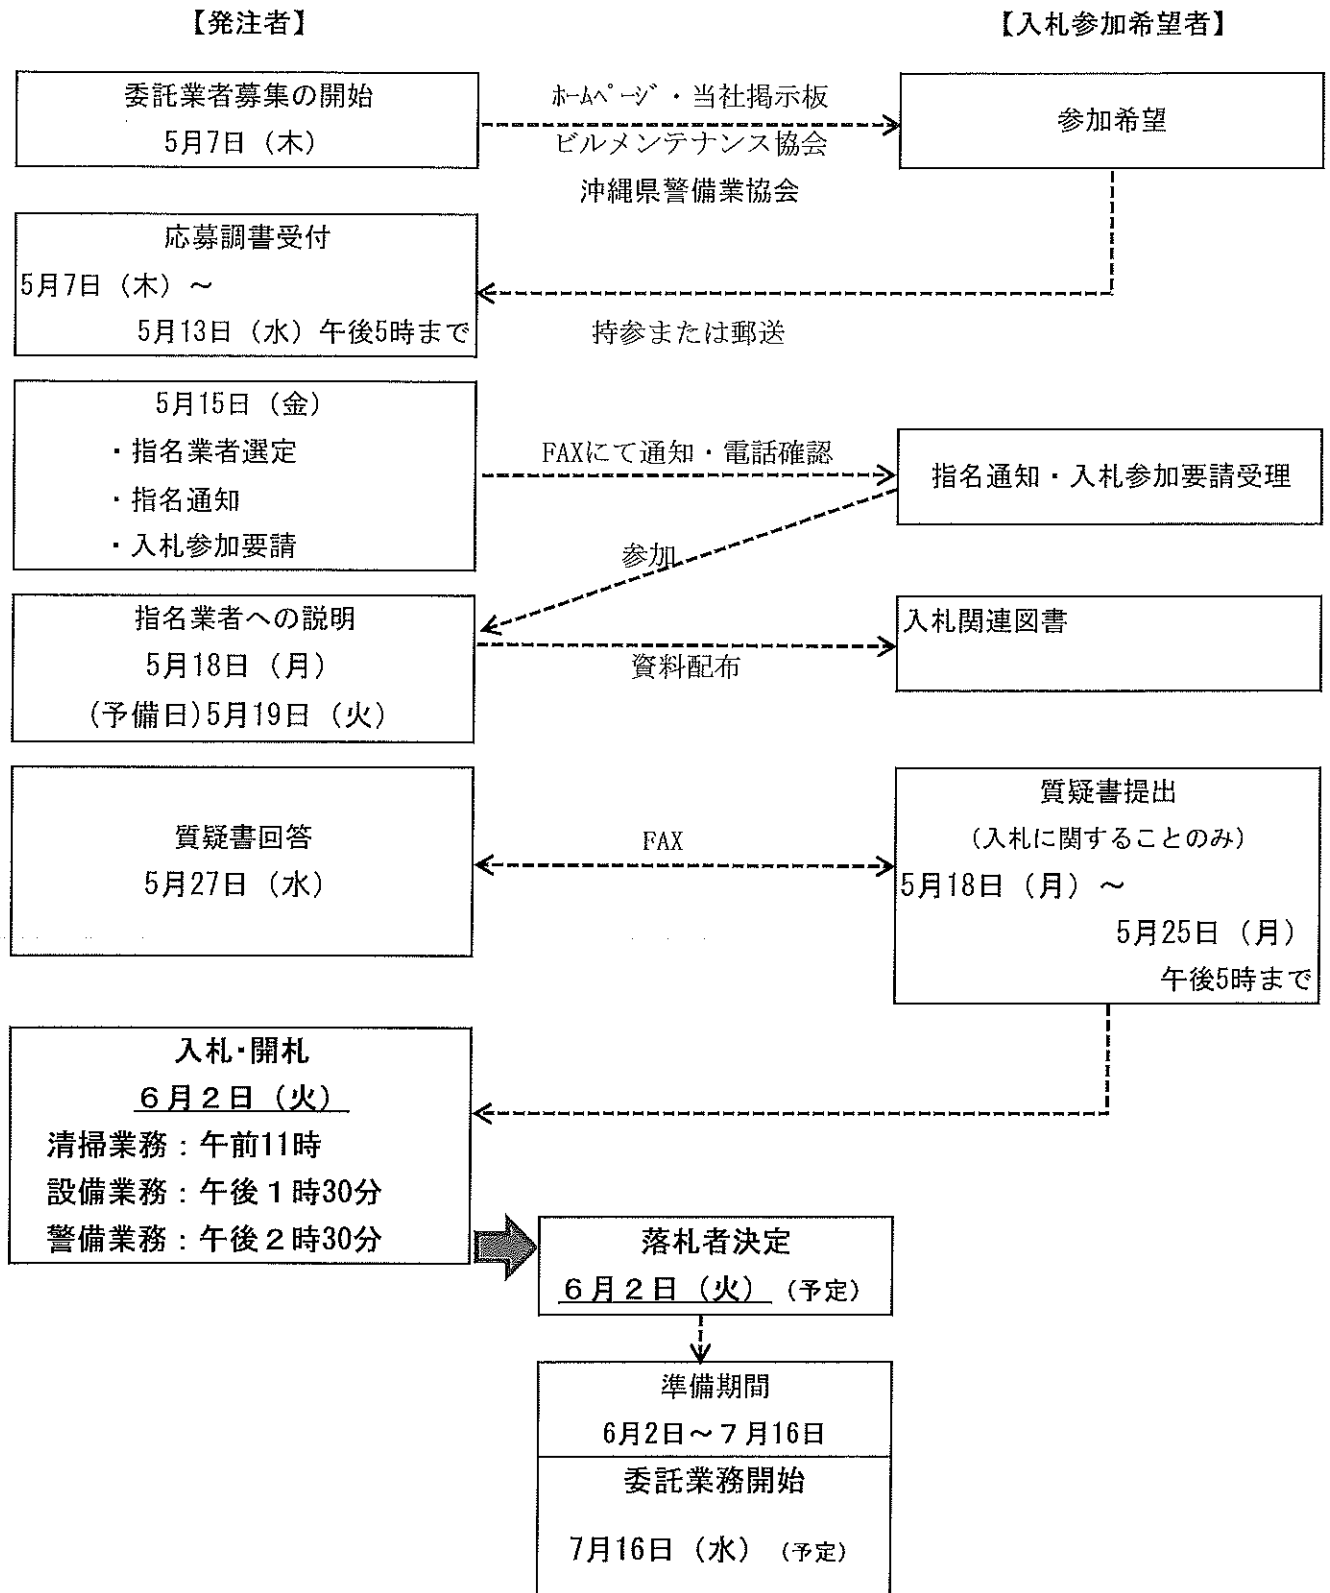 【発注者】
【入札参加希望者】
委託業者募集の開始
5月7日（木）
ホームページ・当社掲示板
ビルメンテナンス協会
沖縄県警備業協会
参加希望
応募調書受付
5月7日（木）～
5月13日（水）午後5時まで
持参または郵送
5月15日（金）
・指名業者選定
・指名通知
・入札参加要請
FAXにて通知・電話確認
指名通知・入札参加要請受理
参加
指名業者への説明
5月18日（月）
(予備日)5月19日（火）
資料配布
入札関連図書
質疑書回答
5月27日（水）
FAX
質疑書提出
（入札に関することのみ）
5月18日（月）～
5月25日（月）
午後5時まで
入札・開札
６月２日（火）
清掃業務：午前11時
設備業務：午後１時30分
警備業務：午後２時30分
落札者決定
６月２日（火）（予定）
準備期間
6月2日～７月16日
委託業務開始
7月16日（水）（予定）